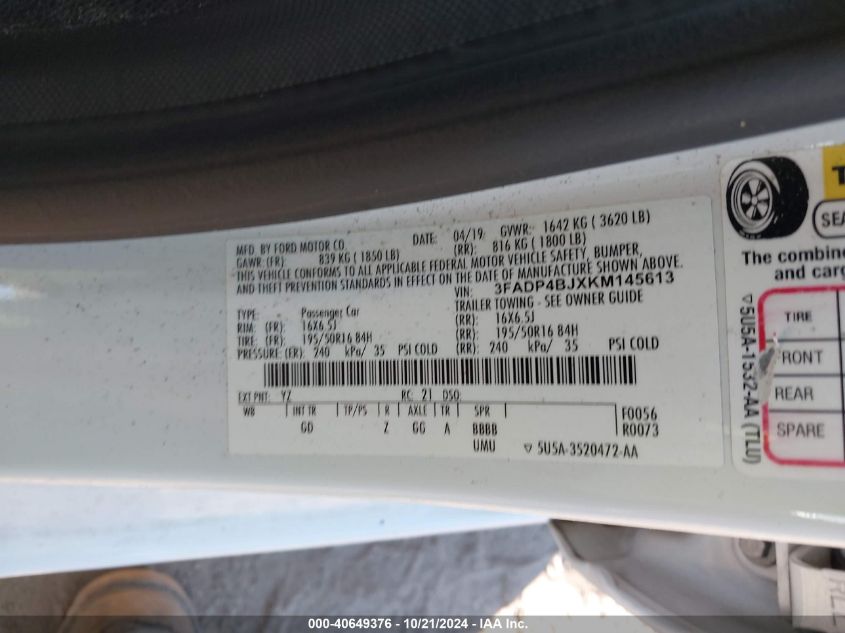 MFD. BY FORD MOTOR CO. DATE: 04/19 GVWR: 1642 KG ( 3620 LB)
GAWR: (FR): 839 KG (1850 LB) (RR): 816 KG ( 1800 LB)
THIS VEHICLE CONFORMS TO ALL APPLICABLE FEDERAL MOTOR VEHICLE SAFETY, BUMPER,
AND THEFT PREVENTION STANDARDS IN EFFECT ON THE DATE OF MANUFACTURE SHOWN ABOVE.
VIN: 3FADP4BJXKM145613
TYPE: Passenger Car TRAILER TOWING - SEE OWNER GUIDE
RIM: (FR): 16X6.5J (RR): 16X6.5J
TIRE: (FR): 195/50R16 84H (RR): 195/50R16 84H
PRESSURE: (FR): 240 kPa/ 35 PSI COLD (RR): 240 kPa/ 35 PSI COLD
EXT PNT: YZ RC: 21 DSO:
WB INT TR TP/PS R AXLE TR SPR F0056
GD Z GG A BBBB R0073
UMU ▽ 5U5A-3520472-AA
SEA
The combine
and carg
TIRE
FRONT
REAR
SPARE
▽5U5A-1532-AA (TLU)
000-40649376 - 10/21/2024 - IAA Inc.